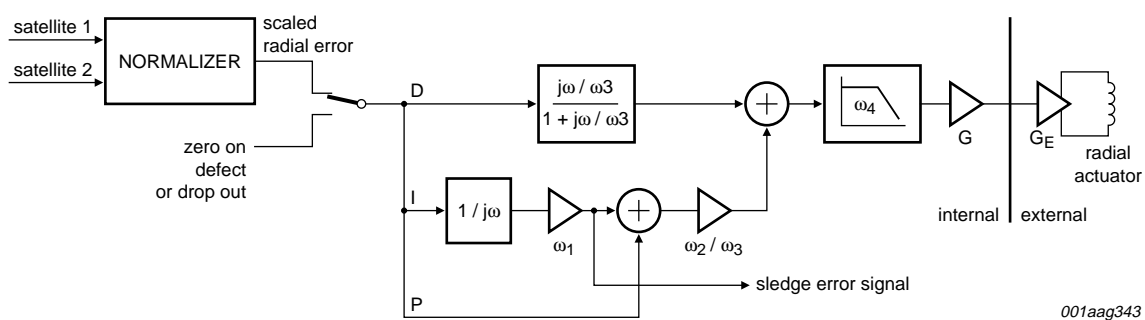 satellite 1
satellite 2
NORMALIZER
scaled
radial error
zero on
defect
or drop out
D
jω / ω3
1 + jω / ω3
+
ω4
G
GE
radial
actuator
I
1 / jω
ω1
+
ω2 / ω3
internal
external
P
sledge error signal
001aag343